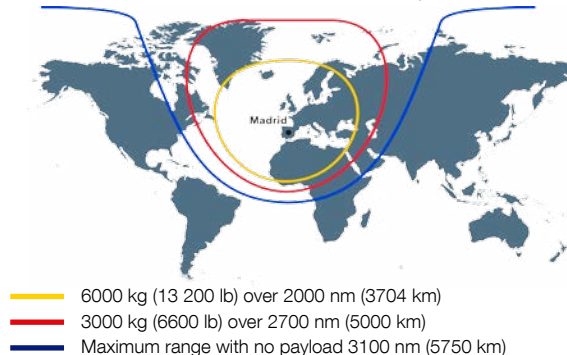 Madrid
6000 kg (13 200 lb) over 2000 nm (3704 km)
3000 kg (6600 lb) over 2700 nm (5000 km)
Maximum range with no payload 3100 nm (5750 km)